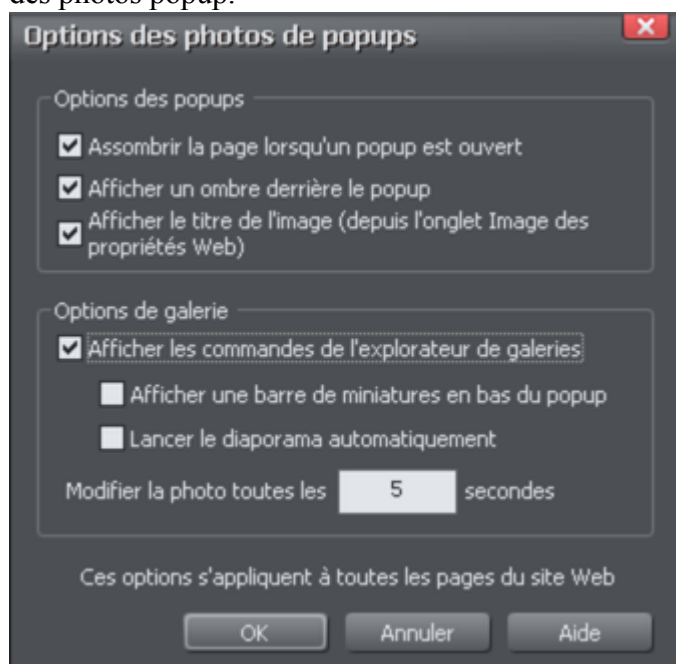 des photos popup.
Options des photos de popups
Options des popups
Assombrir la page lorsqu'un popup est ouvert
Afficher un ombre derrière le popup
Afficher le titre de l'image (depuis l'onglet Image des
propriétés Web)
Options de galerie
Afficher les commandes de l'explorateur de galeries
Afficher une barre de miniatures en bas du popup
Lancer le diaporama automatiquement
Modifier la photo toutes les 5 secondes
Ces options s'appliquent à toutes les pages du site Web
OK Annuler Aide